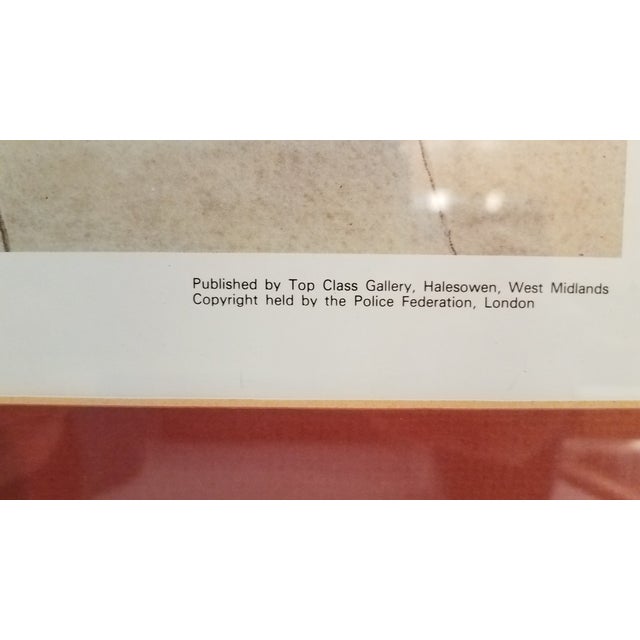 Published by Top Class Gallery, Halesowen, West Midlands
Copyright held by the Police Federation, London